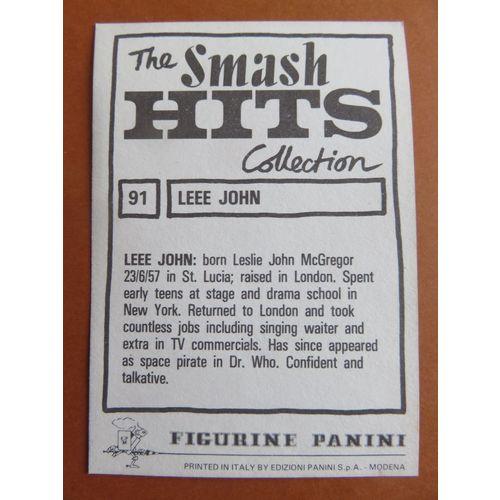 The Smash
HITS
Collection
91 LEEE JOHN
LEEE JOHN: born Leslie John McGregor
23/6/57 in St. Lucia; raised in London. Spent
early teens at stage and drama school in
New York. Returned to London and took
countless jobs including singing waiter and
extra in TV commercials. Has since appeared
as space pirate in Dr. Who. Confident and
talkative.
FIGURINE PANINI
PRINTED IN ITALY BY EDIZIONI PANINI S.p.A. - MODENA